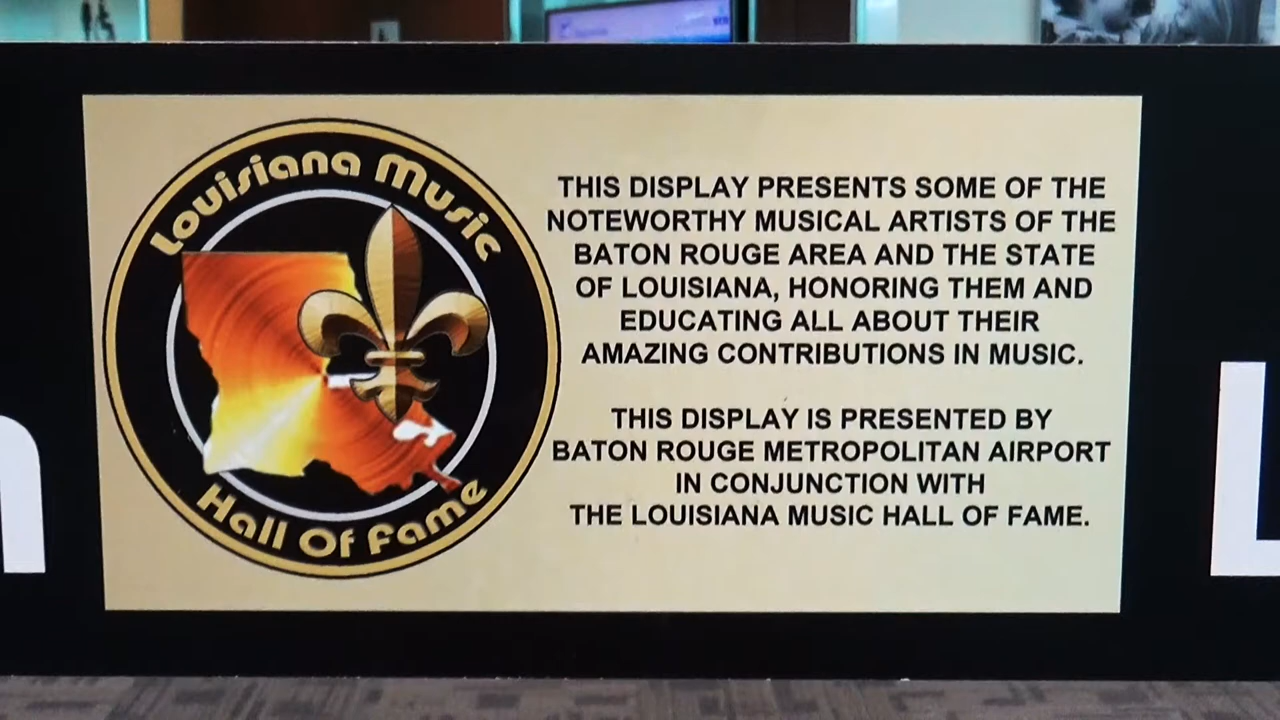 Louisiana Music
Hall Of Fame
THIS DISPLAY PRESENTS SOME OF THE
NOTEWORTHY MUSICAL ARTISTS OF THE
BATON ROUGE AREA AND THE STATE
OF LOUISIANA, HONORING THEM AND
EDUCATING ALL ABOUT THEIR
AMAZING CONTRIBUTIONS IN MUSIC.
THIS DISPLAY IS PRESENTED BY
BATON ROUGE METROPOLITAN AIRPORT
IN CONJUNCTION WITH
THE LOUISIANA MUSIC HALL OF FAME.